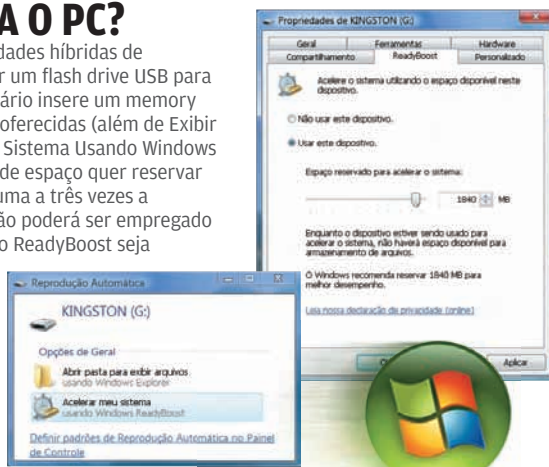 A O PC?
dades híbridas de
r um flash drive USB para
ário insere um memory
oferecidas (além de Exibir
Sistema Usando Windows
de espaço quer reservar
uma a três vezes a
ão poderá ser empregado
o ReadyBoost seja
Propriedades de KINGSTON (G:)
Geral Ferramentas Hardware
Compartilhamento ReadyBoost Personalizado
Acelere o sistema utilizando o espaço disponível neste
dispositivo.
Não usar este dispositivo.
Usar este dispositivo.
Espaço reservado para acelerar o sistema:
1840 MB
Enquanto o dispositivo estiver sendo usado para
acelerar o sistema, não haverá espaço disponível para
armazenamento de arquivos.
O Windows recomenda reservar 1840 MB para
melhor desempenho.
Leia nossa declaração de privacidade (online)
O
Aplicar
Reprodução Automática
KINGSTON (G:)
Opções de Geral
Abrir pasta para exibir arquivos
usando Windows Explorer
Acelerar meu sistema
usando Windows ReadyBoost
Definir padrões de Reprodução Automática no Painel
de Controle